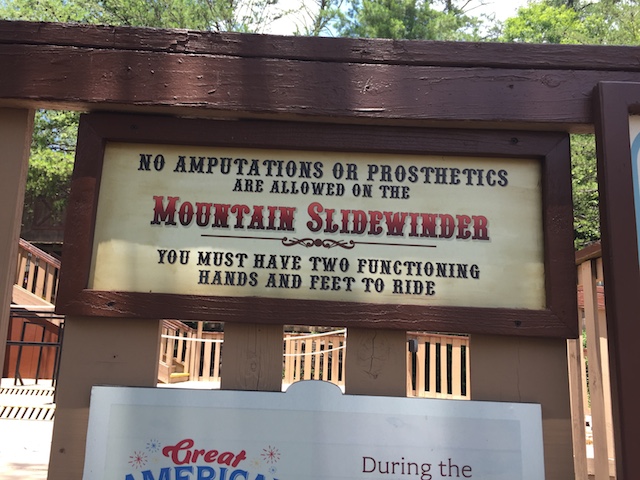 NO AMPUTATIONS OR PROSTHETICS
ARE ALLOWED ON THE
MOUNTAIN SLIDEWINDER
YOU MUST HAVE TWO FUNCTIONING
HANDS AND FEET TO RIDE
Great
AMERICA
During the